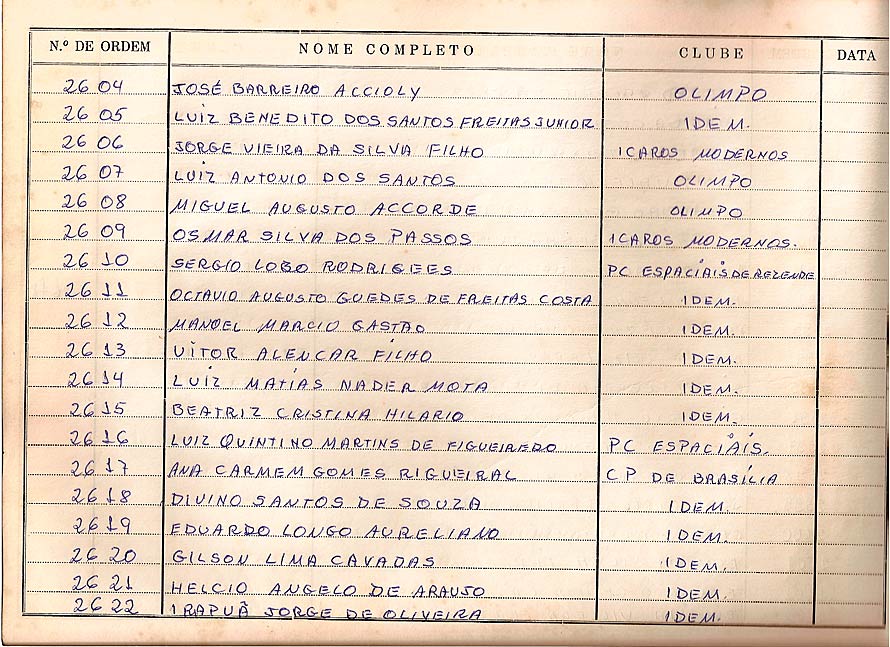 N.º DE ORDEM NOME COMPLETO CLUBE DATA
26 04 JOSÉ BARREIRO ACCIOLY OLIMPO
26 05 LUIZ BENEDITO DOS SANTOS FREITAS JUNIOR IDEM.
26 06 JORGE VIEIRA DA SILVA FILHO ICAROS MODERNOS
26 07 LUIZ ANTONIO DOS SANTOS OLIMPO
26 08 MIGUEL AUGUSTO ACCORDE OLIMPO
26 09 OSMAR SILVA DOS PASSOS ICAROS MODERNOS.
26 10 SERGIO LOBO RODRIGEES PC ESPACIAIS DE REZENDE
26 11 OCTAVIO AUGUSTO GUEDES DE FREITAS COSTA IDEM.
26 12 MANOEL MARCIO GASTAO IDEM.
26 13 VITOR ALENCAR FILHO IDEM.
26 14 LUIZ MATIAS NADER MOTA IDEM.
26 15 BEATRIZ CRISTINA HILARIO IDEM.
26 16 LUIZ QUINTINO MARTINS DE FIGUEIREDO PC ESPACIAIS.
26 17 ANA CARMEM GOMES RIGUEIRAL CP DE BRASÍLIA
26 18 DIVINO SANTOS DE SOUZA IDEM.
26 19 EDUARDO LONGO AURELIANO IDEM.
26 20 GILSON LIMA CAVADAS IDEM.
26 21 HELCIO ANGELO DE ARAUJO IDEM.
26 22 IRAPUÃ JORGE DE OLIVEIRA IDEM.